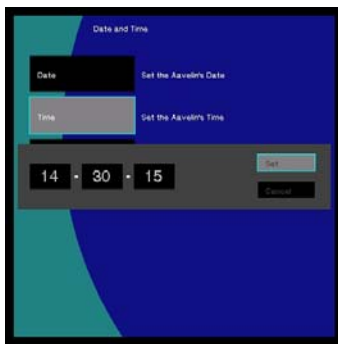 Date and Time
Date Set the Aavelin's Date
Time Set the Aavelin's Time
14 • 30 • 15
Set
Cancel